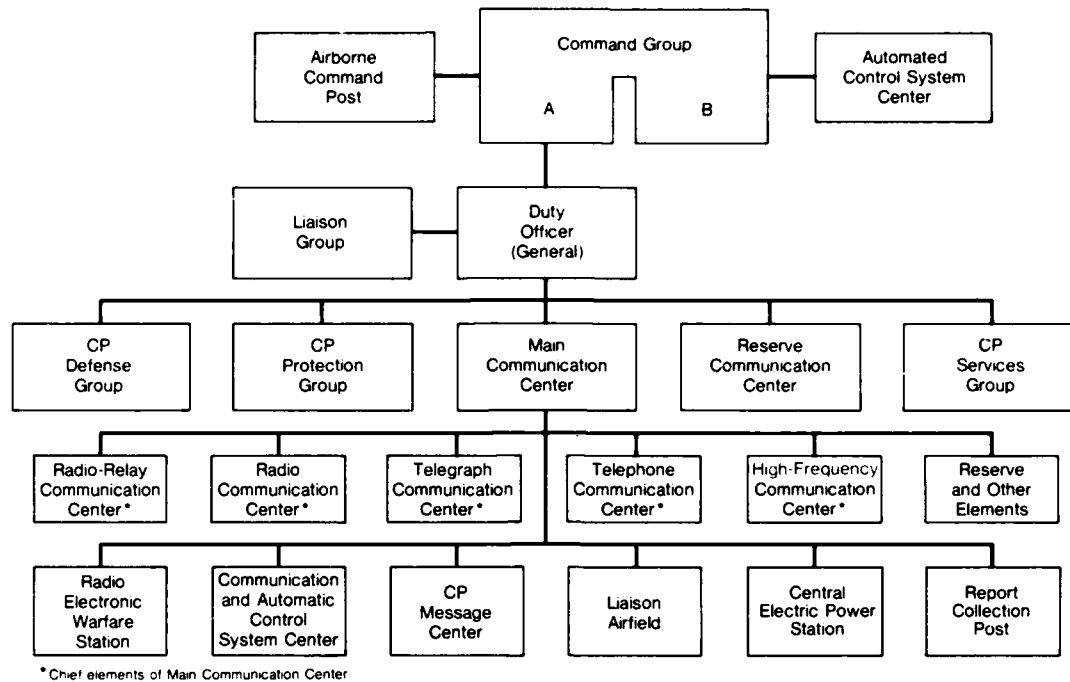 Airborne
Command
Post
Command Group
A
B
Automated
Control System
Center
Liaison
Group
Duty
Officer
(General)
CP
Defense
Group
CP
Protection
Group
Main
Communication
Center
Reserve
Communication
Center
CP
Services
Group
Radio-Relay
Communication
Center*
Radio
Communication
Center*
Telegraph
Communication
Center*
Telephone
Communication
Center*
High-Frequency
Communication
Center*
Reserve
and Other
Elements
Radio
Electronic
Warfare
Station
Communication
and Automatic
Control
System Center
CP
Message
Center
Liaison
Airfield
Central
Electric Power
Station
Report
Collection
Post
*Chief elements of Main Communication Center